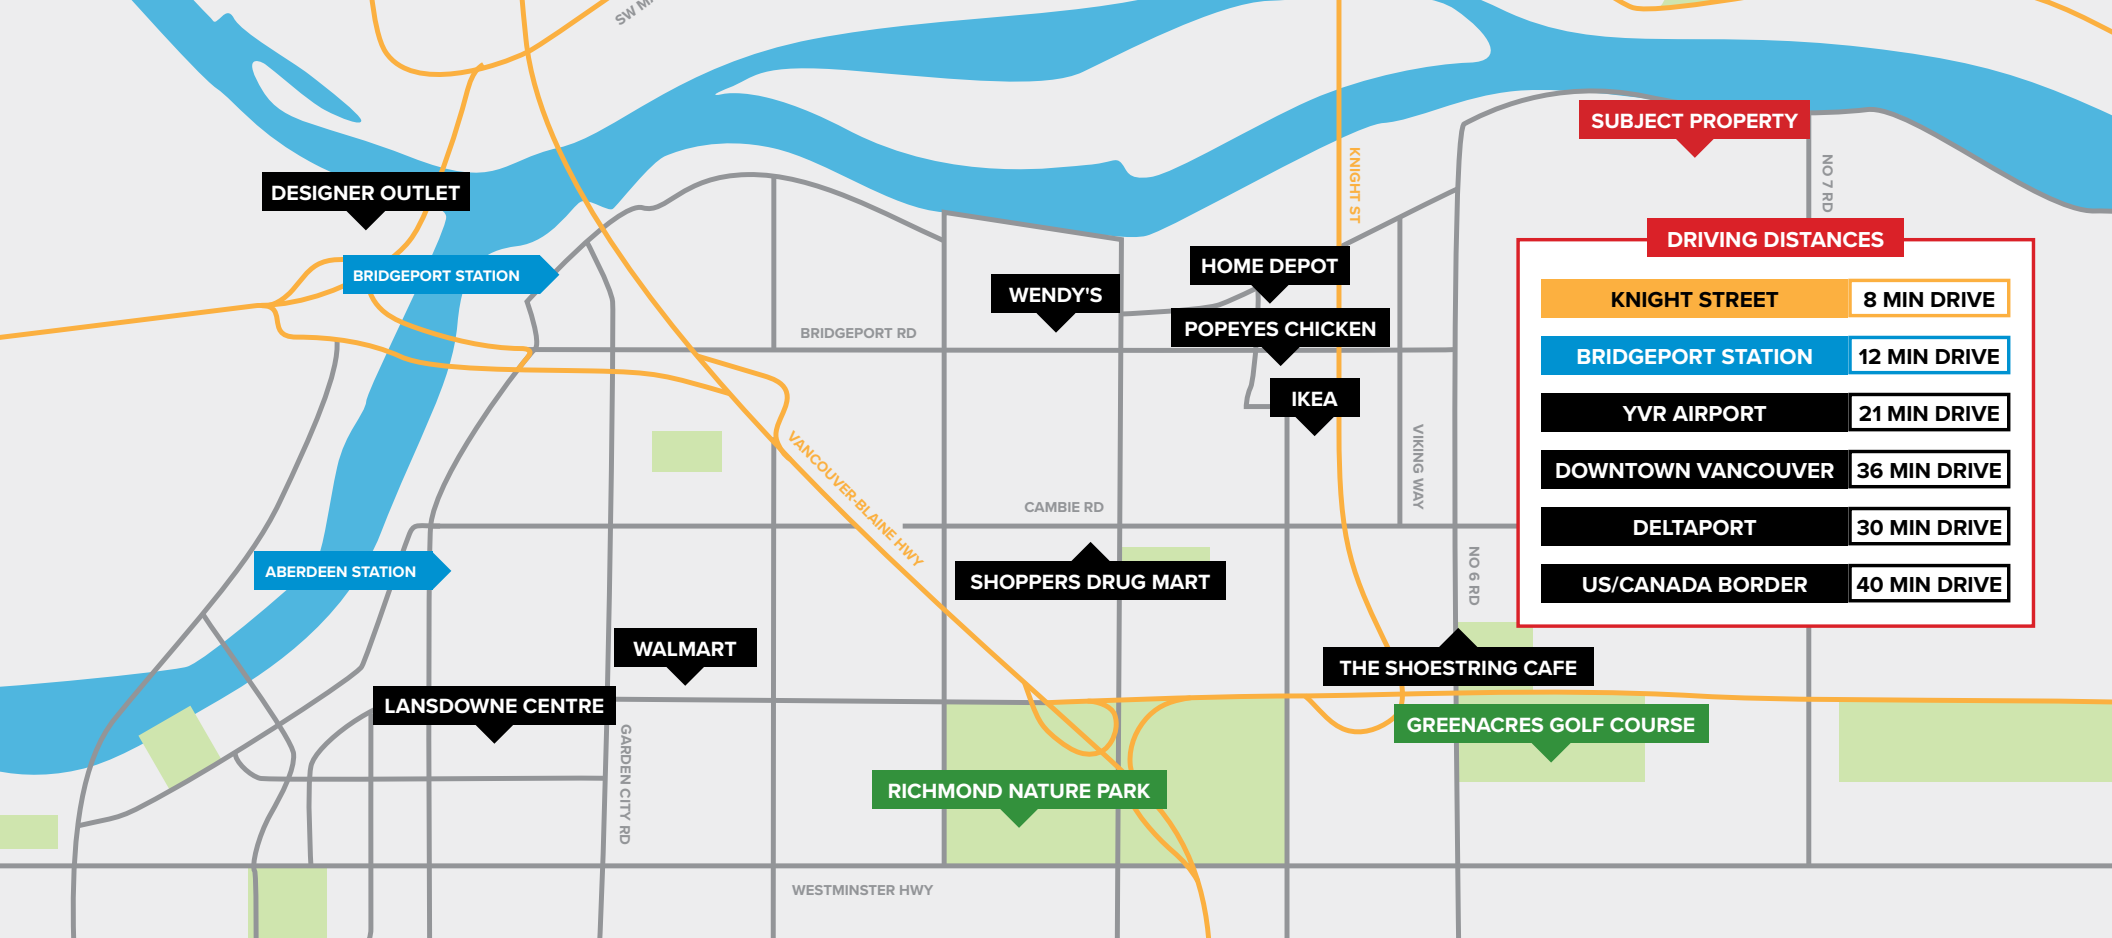 SW M
SUBJECT PROPERTY
KNIGHT ST
NO 7 RD
DESIGNER OUTLET
BRIDGEPORT STATION
HOME DEPOT
WENDY'S
POPEYES CHICKEN
BRIDGEPORT RD
IKEA
DRIVING DISTANCES
KNIGHT STREET 8 MIN DRIVE
BRIDGEPORT STATION 12 MIN DRIVE
YVR AIRPORT 21 MIN DRIVE
DOWNTOWN VANCOUVER 36 MIN DRIVE
DELTAPORT 30 MIN DRIVE
US/CANADA BORDER 40 MIN DRIVE
VANCOUVER-BLAINE HWY
VIKING WAY
CAMBIE RD
NO 6 RD
ABERDEEN STATION
SHOPPERS DRUG MART
WALMART
THE SHOESTRING CAFE
LANSDOWNE CENTRE
GREENACRES GOLF COURSE
GARDEN CITY RD
RICHMOND NATURE PARK
WESTMINSTER HWY